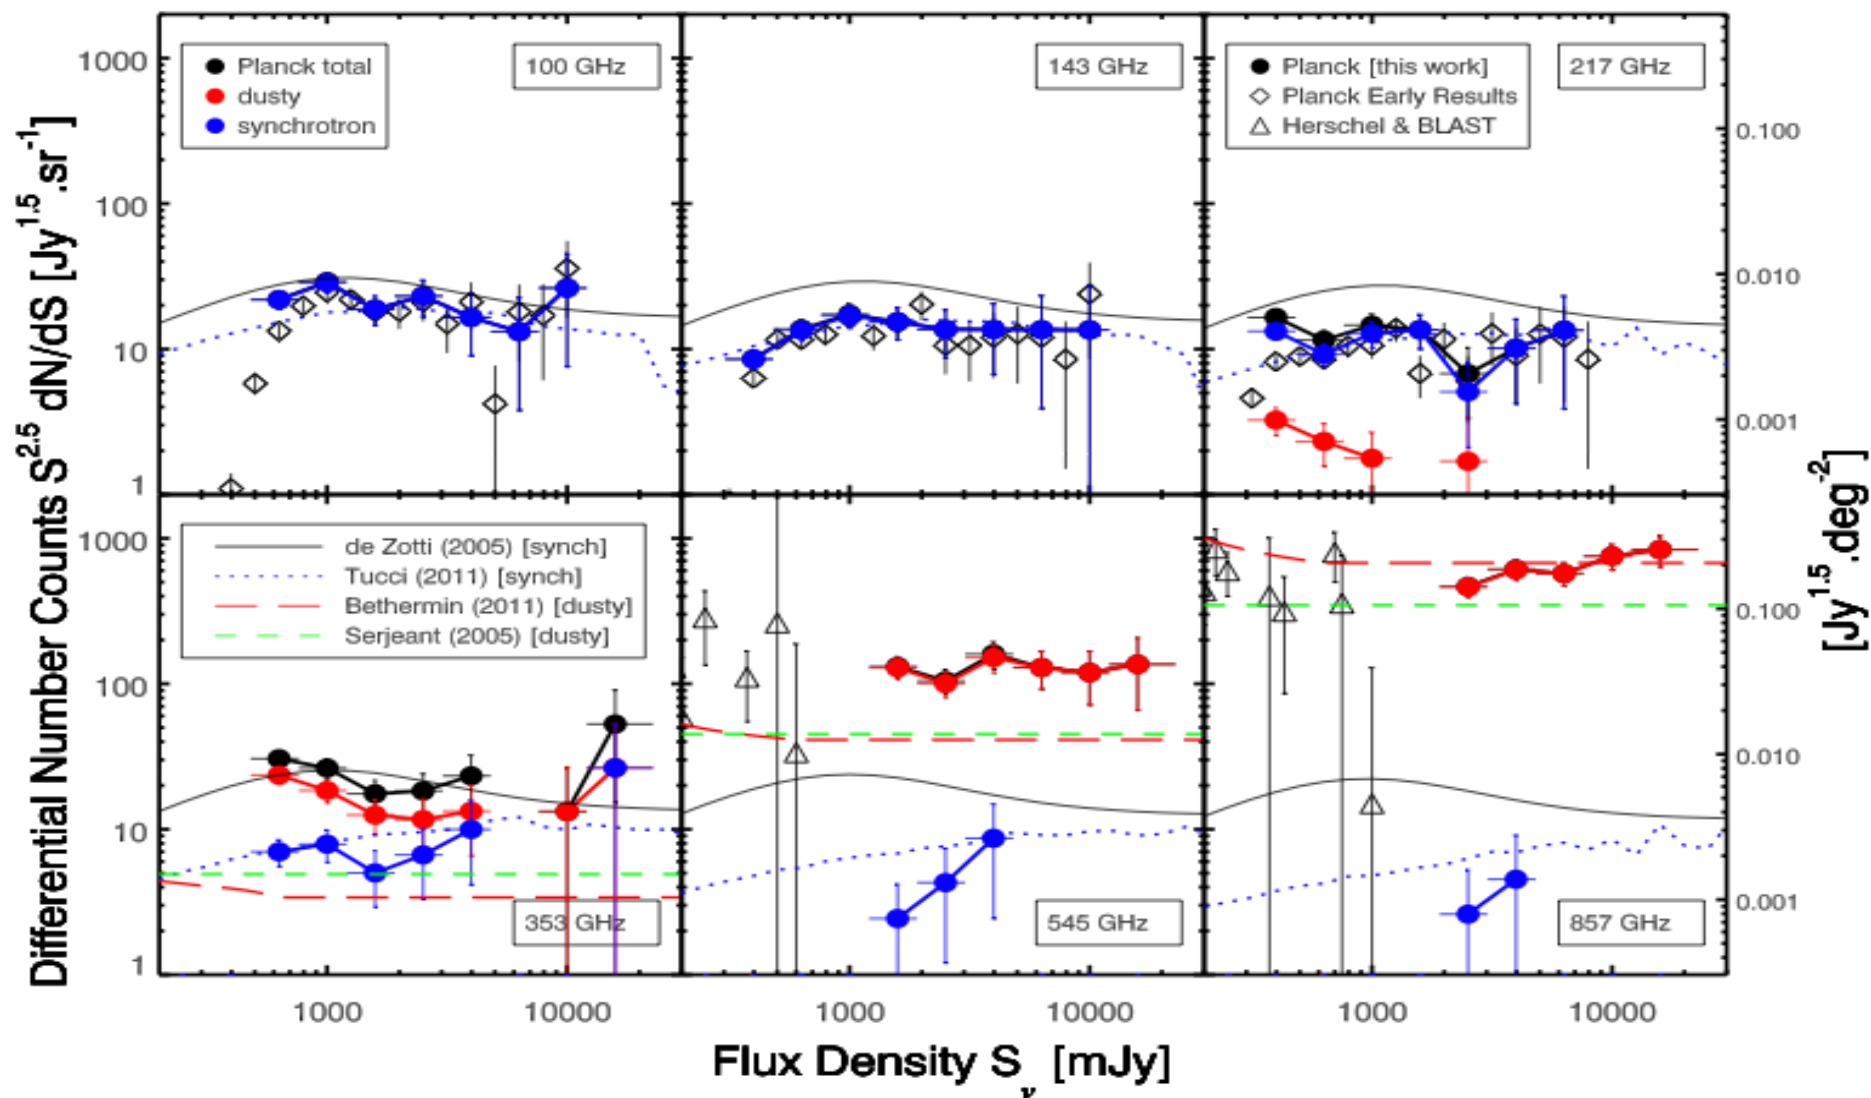 Planck total
dusty
synchrotron
100 GHz
143 GHz
Planck [this work]
Planck Early Results
Herschel & BLAST
217 GHz
1000
100
10
1
0.100
0.010
0.001
de Zotti (2005) [synch]
Tucci (2011) [synch]
Bethermin (2011) [dusty]
Serjeant (2005) [dusty]
353 GHz
545 GHz
857 GHz
1000
100
10
1
0.100
0.010
0.001
1000 10000 1000 10000 1000 10000
Flux Density Sν [mJy]
Differential Number Counts S^2.5 dN/dS [Jy^1.5.sr^-1]
[Jy^1.5.deg^-2]